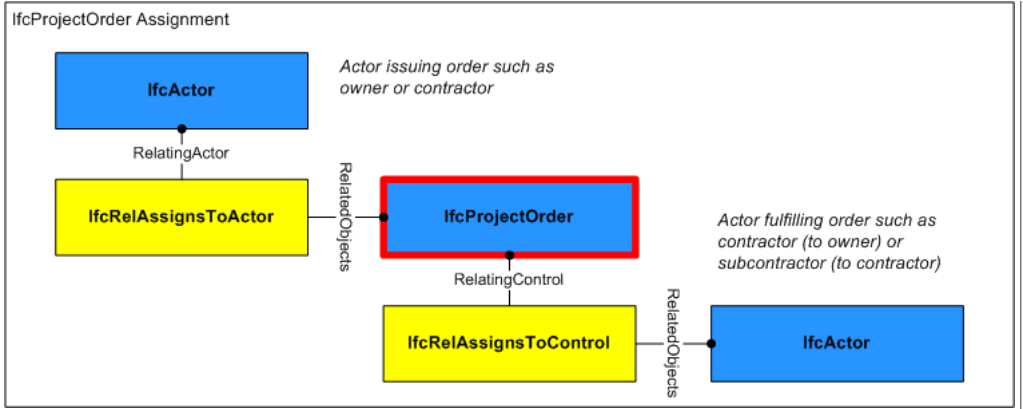 IfcProjectOrder Assignment
IfcActor
Actor issuing order such as
owner or contractor
RelatingActor
IfcRelAssignsToActor
RelatedObjects
IfcProjectOrder
Actor fulfilling order such as
contractor (to owner) or
subcontractor (to contractor)
RelatingControl
IfcRelAssignsToControl
RelatedObjects
IfcActor